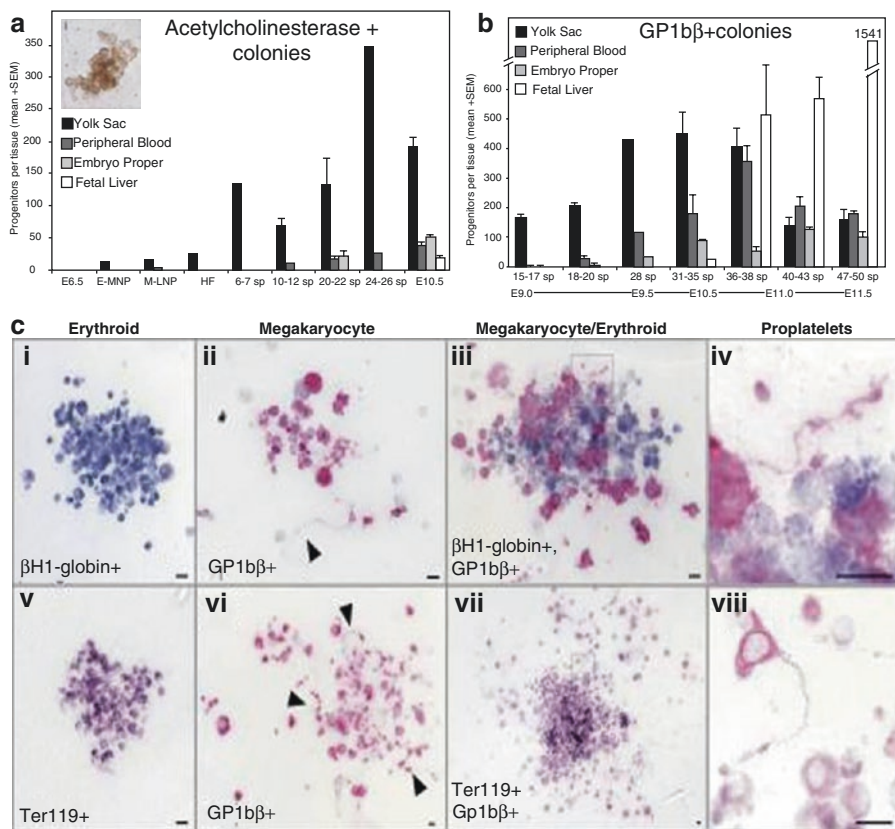 a
Acetylcholinesterase +
colonies
Progenitors per tissue (mean +SEM)
350
300
250
200
150
100
50
0
Yolk Sac
Peripheral Blood
Embryo Proper
Fetal Liver
E6.5 E-MNP M-LNP HF 6-7 sp 10-12 sp 20-22 sp 24-26 sp E10.5
b
GP1bβ+colonies
1541
Progenitors per tissue (mean +SEM)
600
500
400
300
200
100
0
Yolk Sac
Peripheral Blood
Embryo Proper
Fetal Liver
15-17 sp 18-20 sp 28 sp 31-35 sp 36-38 sp 40-43 sp 47-50 sp
E9.0 E9.5 E10.5 E11.0 E11.5
c
Erythroid Megakaryocyte Megakaryocyte/Erythroid Proplatelets
i
βH1-globin+
ii
GP1bβ+
iii
βH1-globin+,
GP1bβ+
iv
v
Ter119+
vi
GP1bβ+
vii
Ter119+
Gp1bβ+
viii